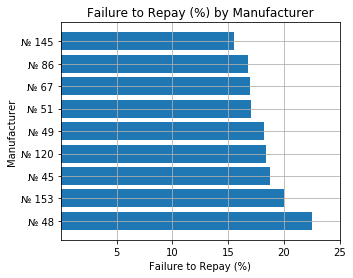 Failure to Repay (%) by Manufacturer
Manufacturer
№ 145
№ 86
№ 67
№ 51
№ 49
№ 120
№ 45
№ 153
№ 48
5 10 15 20 25
Failure to Repay (%)